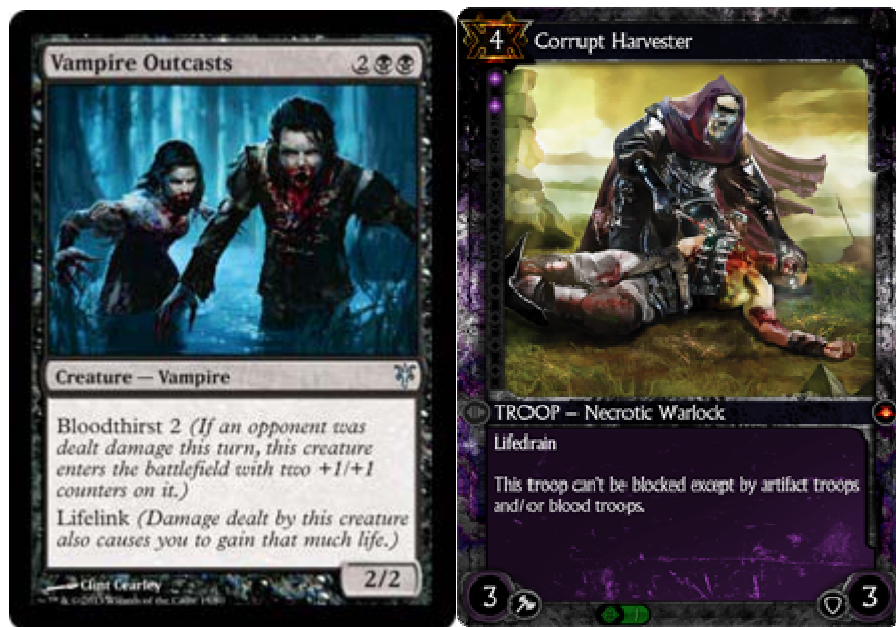 Vampire Outcasts 2
Creature — Vampire
Bloodthirst 2 (If an opponent was
dealt damage this turn, this creature
enters the battlefield with two +1/+1
counters on it.)
Lifelink (Damage dealt by this creature
also causes you to gain that much life.)
2/2
Clint Cearley
4 Corrupt Harvester
TROOP – Necrotic Warlock
Lifedrain
This troop can't be blocked except by artifact troops
and/or blood troops.
3 3